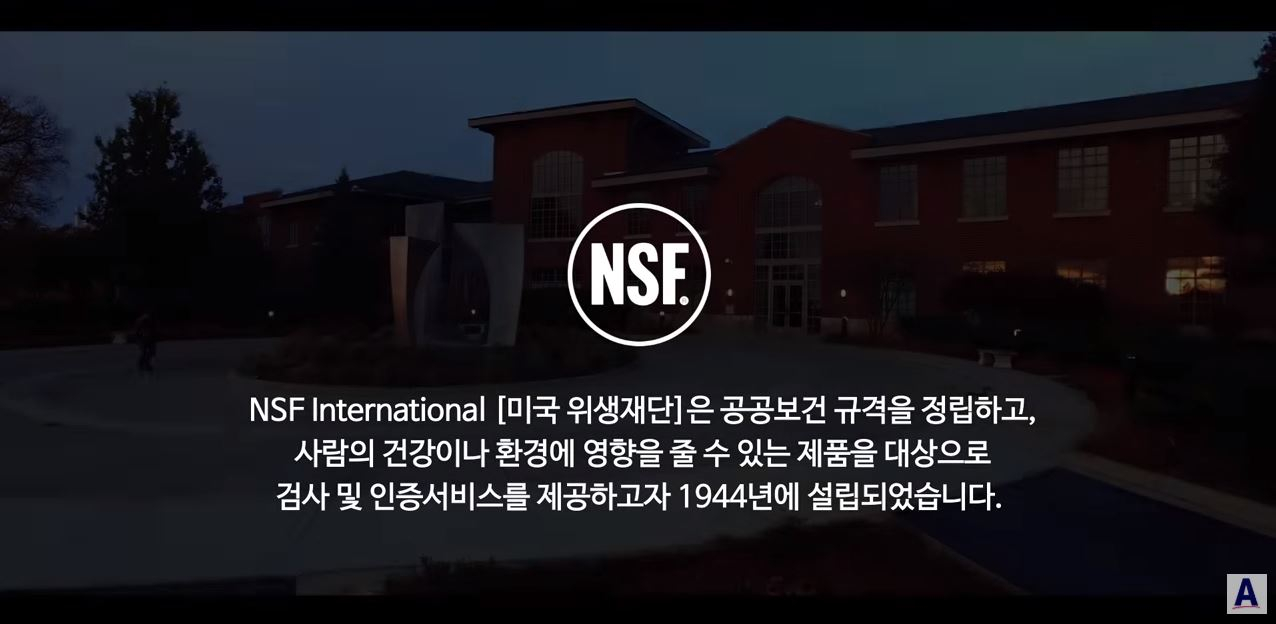 NSF.
NSF International [미국 위생재단]은 공공보건 규격을 정립하고,
사람의 건강이나 환경에 영향을 줄 수 있는 제품을 대상으로
검사 및 인증서비스를 제공하고자 1944년에 설립되었습니다.
A